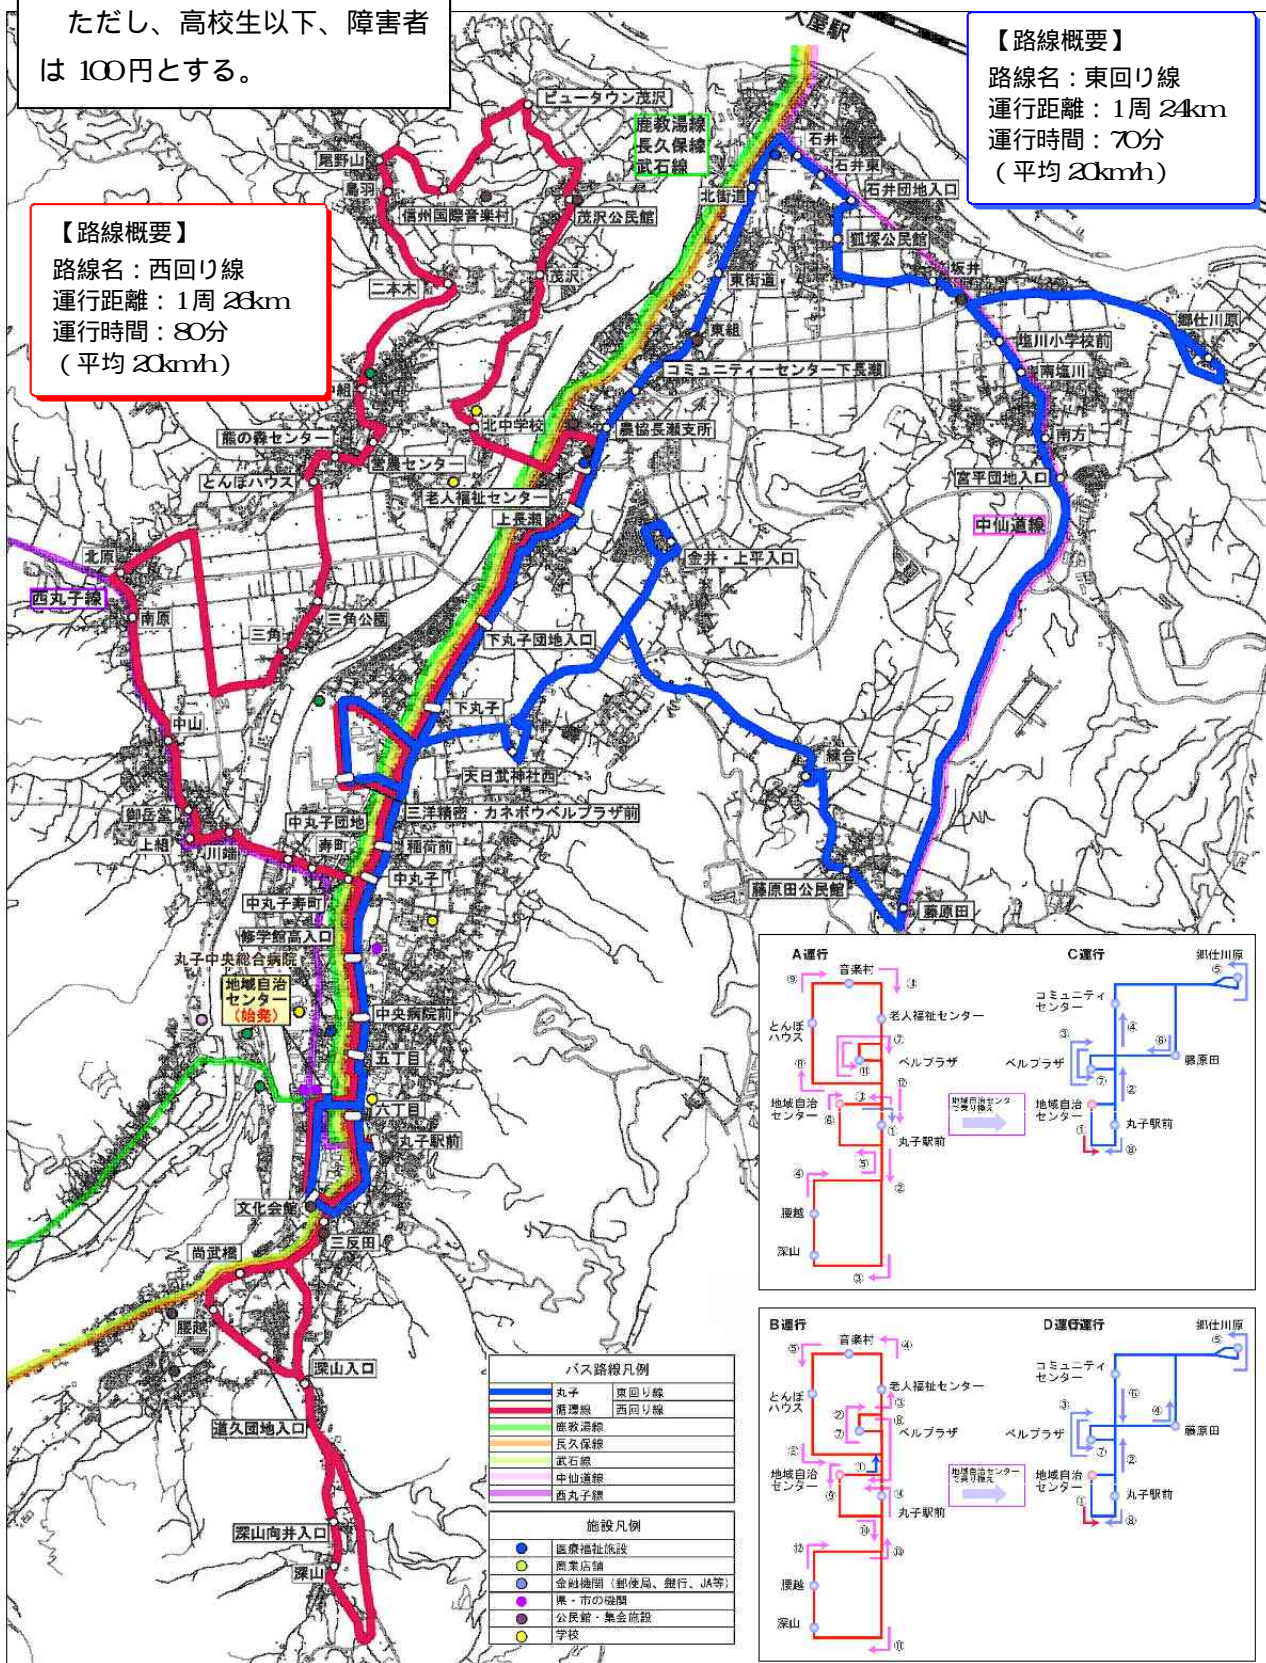 ただし、高校生以下、障害者
は 100円とする。
大屋駅
【路線概要】
路線名：東回り線
運行距離：1周 24km
運行時間：70分
(平均 20km/h)
【路線概要】
路線名：西回り線
運行距離：1周 26km
運行時間：80分
(平均 20km/h)
鹿教湯線
長久保線
武石線
ビュータウン茂沢
尾野山
鳥羽
信州国際音楽村
茂沢公民館
二本木
茂沢
中組
熊の森センター
営農センター
とんぼハウス
北中学校
老人福祉センター
上長瀬
石井
石井東
石井団地入口
北街道
狐塚公民館
東街道
坂井
郷仕川原
東組
塩川小学校前
コミュニティーセンター下長瀬
南塩川
農協長瀬支所
南方
宮平団地入口
中仙道線
金井・上平入口
北原
西丸子線
南原
三角公園
三角
下丸子団地入口
中山
下丸子
天日堂神社西
練合
御岳堂
上組
川端
中丸子団地
三洋精密・カネボウベルプラザ前
寿町
稲荷前
中丸子
中丸子寿町
藤原田公民館
藤原田
修学館高入口
丸子中央総合病院
地域自治
センター
(始発)
中央病院前
五丁目
六丁目
丸子駅前
文化会館
三反田
尚武橋
腰越
深山入口
道久団地入口
深山向井入口
深山
A運行
音楽村
とんぼ
ハウス
老人福祉センター
ベルプラザ
地域自治
センター
丸子駅前
腰越
深山
地域自治センター
で乗り換え
C運行
郷仕川原
コミュニティ
センター
ベルプラザ
藤原田
地域自治
センター
丸子駅前
B運行
音楽村
とんぼ
ハウス
老人福祉センター
ベルプラザ
地域自治
センター
丸子駅前
腰越
深山
地域自治センター
で乗り換え
D運行運行
郷仕川原
コミュニティ
センター
ベルプラザ
藤原田
地域自治
センター
丸子駅前
バス路線凡例
丸子 東回り線
循環線 西回り線
鹿教湯線
長久保線
武石線
中仙道線
西丸子線
施設凡例
医療福祉施設
商業店舗
金融機関（郵便局、銀行、JA等）
県・市の機関
公民館・集会施設
学校